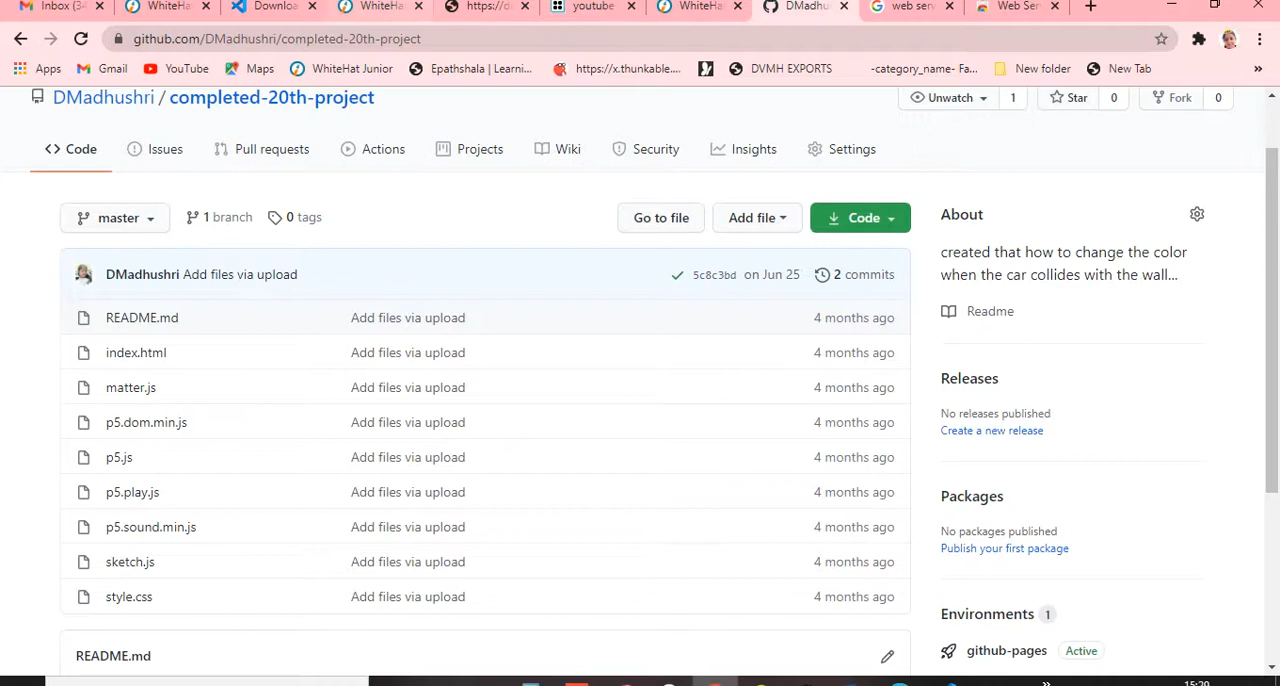 Inbox (34
WhiteHa
Downloa
WhiteHa
https://d
youtube
WhiteHa
DMadhu
web serv
Web Ser
github.com/DMadhushri/completed-20th-project
Apps
Gmail
YouTube
Maps
WhiteHat Junior
Epathshala | Learni...
https://x.thunkable....
DVMH EXPORTS
-category_name- Fa...
New folder
New Tab
»
DMadhushri / completed-20th-project
Unwatch 1
Star 0
Fork 0
Code
Issues
Pull requests
Actions
Projects
Wiki
Security
Insights
Settings
master
1 branch
0 tags
Go to file
Add file
Code
DMadhushri Add files via upload
5c8c3bd on Jun 25
2 commits
README.md Add files via upload 4 months ago
index.html Add files via upload 4 months ago
matter.js Add files via upload 4 months ago
p5.dom.min.js Add files via upload 4 months ago
p5.js Add files via upload 4 months ago
p5.play.js Add files via upload 4 months ago
p5.sound.min.js Add files via upload 4 months ago
sketch.js Add files via upload 4 months ago
style.css Add files via upload 4 months ago
README.md
About
created that how to change the color
when the car collides with the wall...
Readme
Releases
No releases published
Create a new release
Packages
No packages published
Publish your first package
Environments 1
github-pages Active